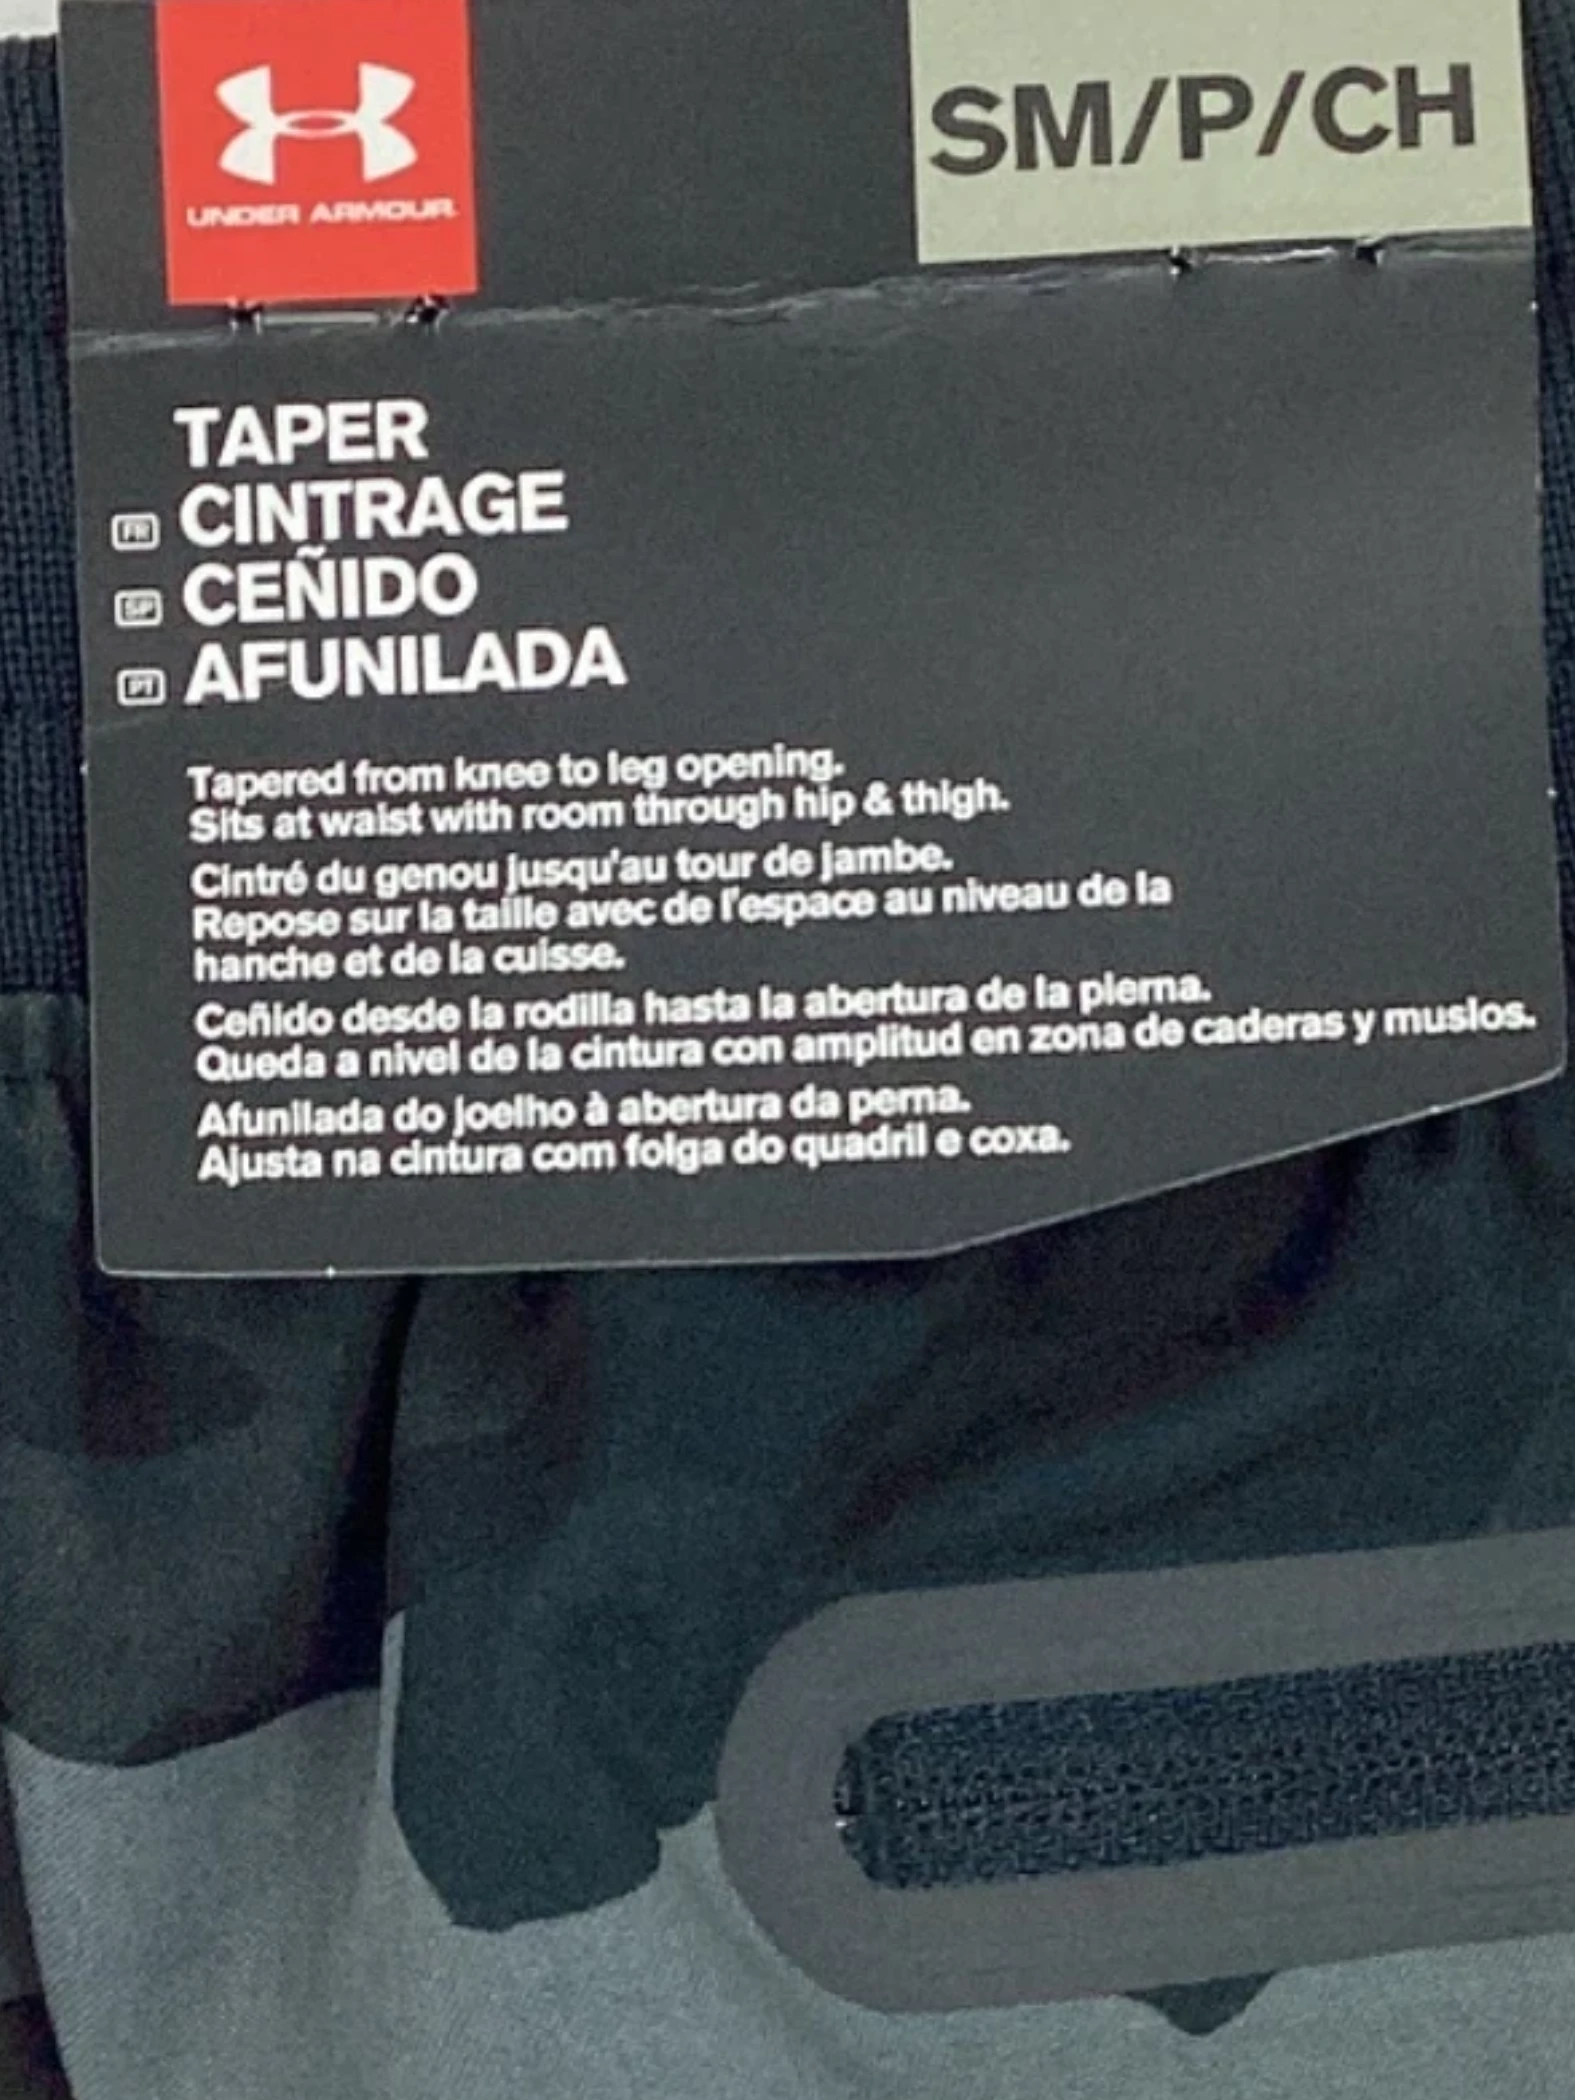 UNDER ARMOUR.
SM/P/CH
TAPER
FR CINTRAGE
SP CEÑIDO
PT AFUNILADA
Tapered from knee to leg opening.
Sits at waist with room through hip & thigh.
Cintré du genou jusqu'au tour de jambe.
Repose sur la taille avec de l'espace au niveau de la
hanche et de la cuisse.
Ceñido desde la rodilla hasta la abertura de la pierna.
Queda a nivel de la cintura con amplitud en zona de caderas y muslos.
Afunilada do joelho à abertura da perna.
Ajusta na cintura com folga do quadril e coxa.